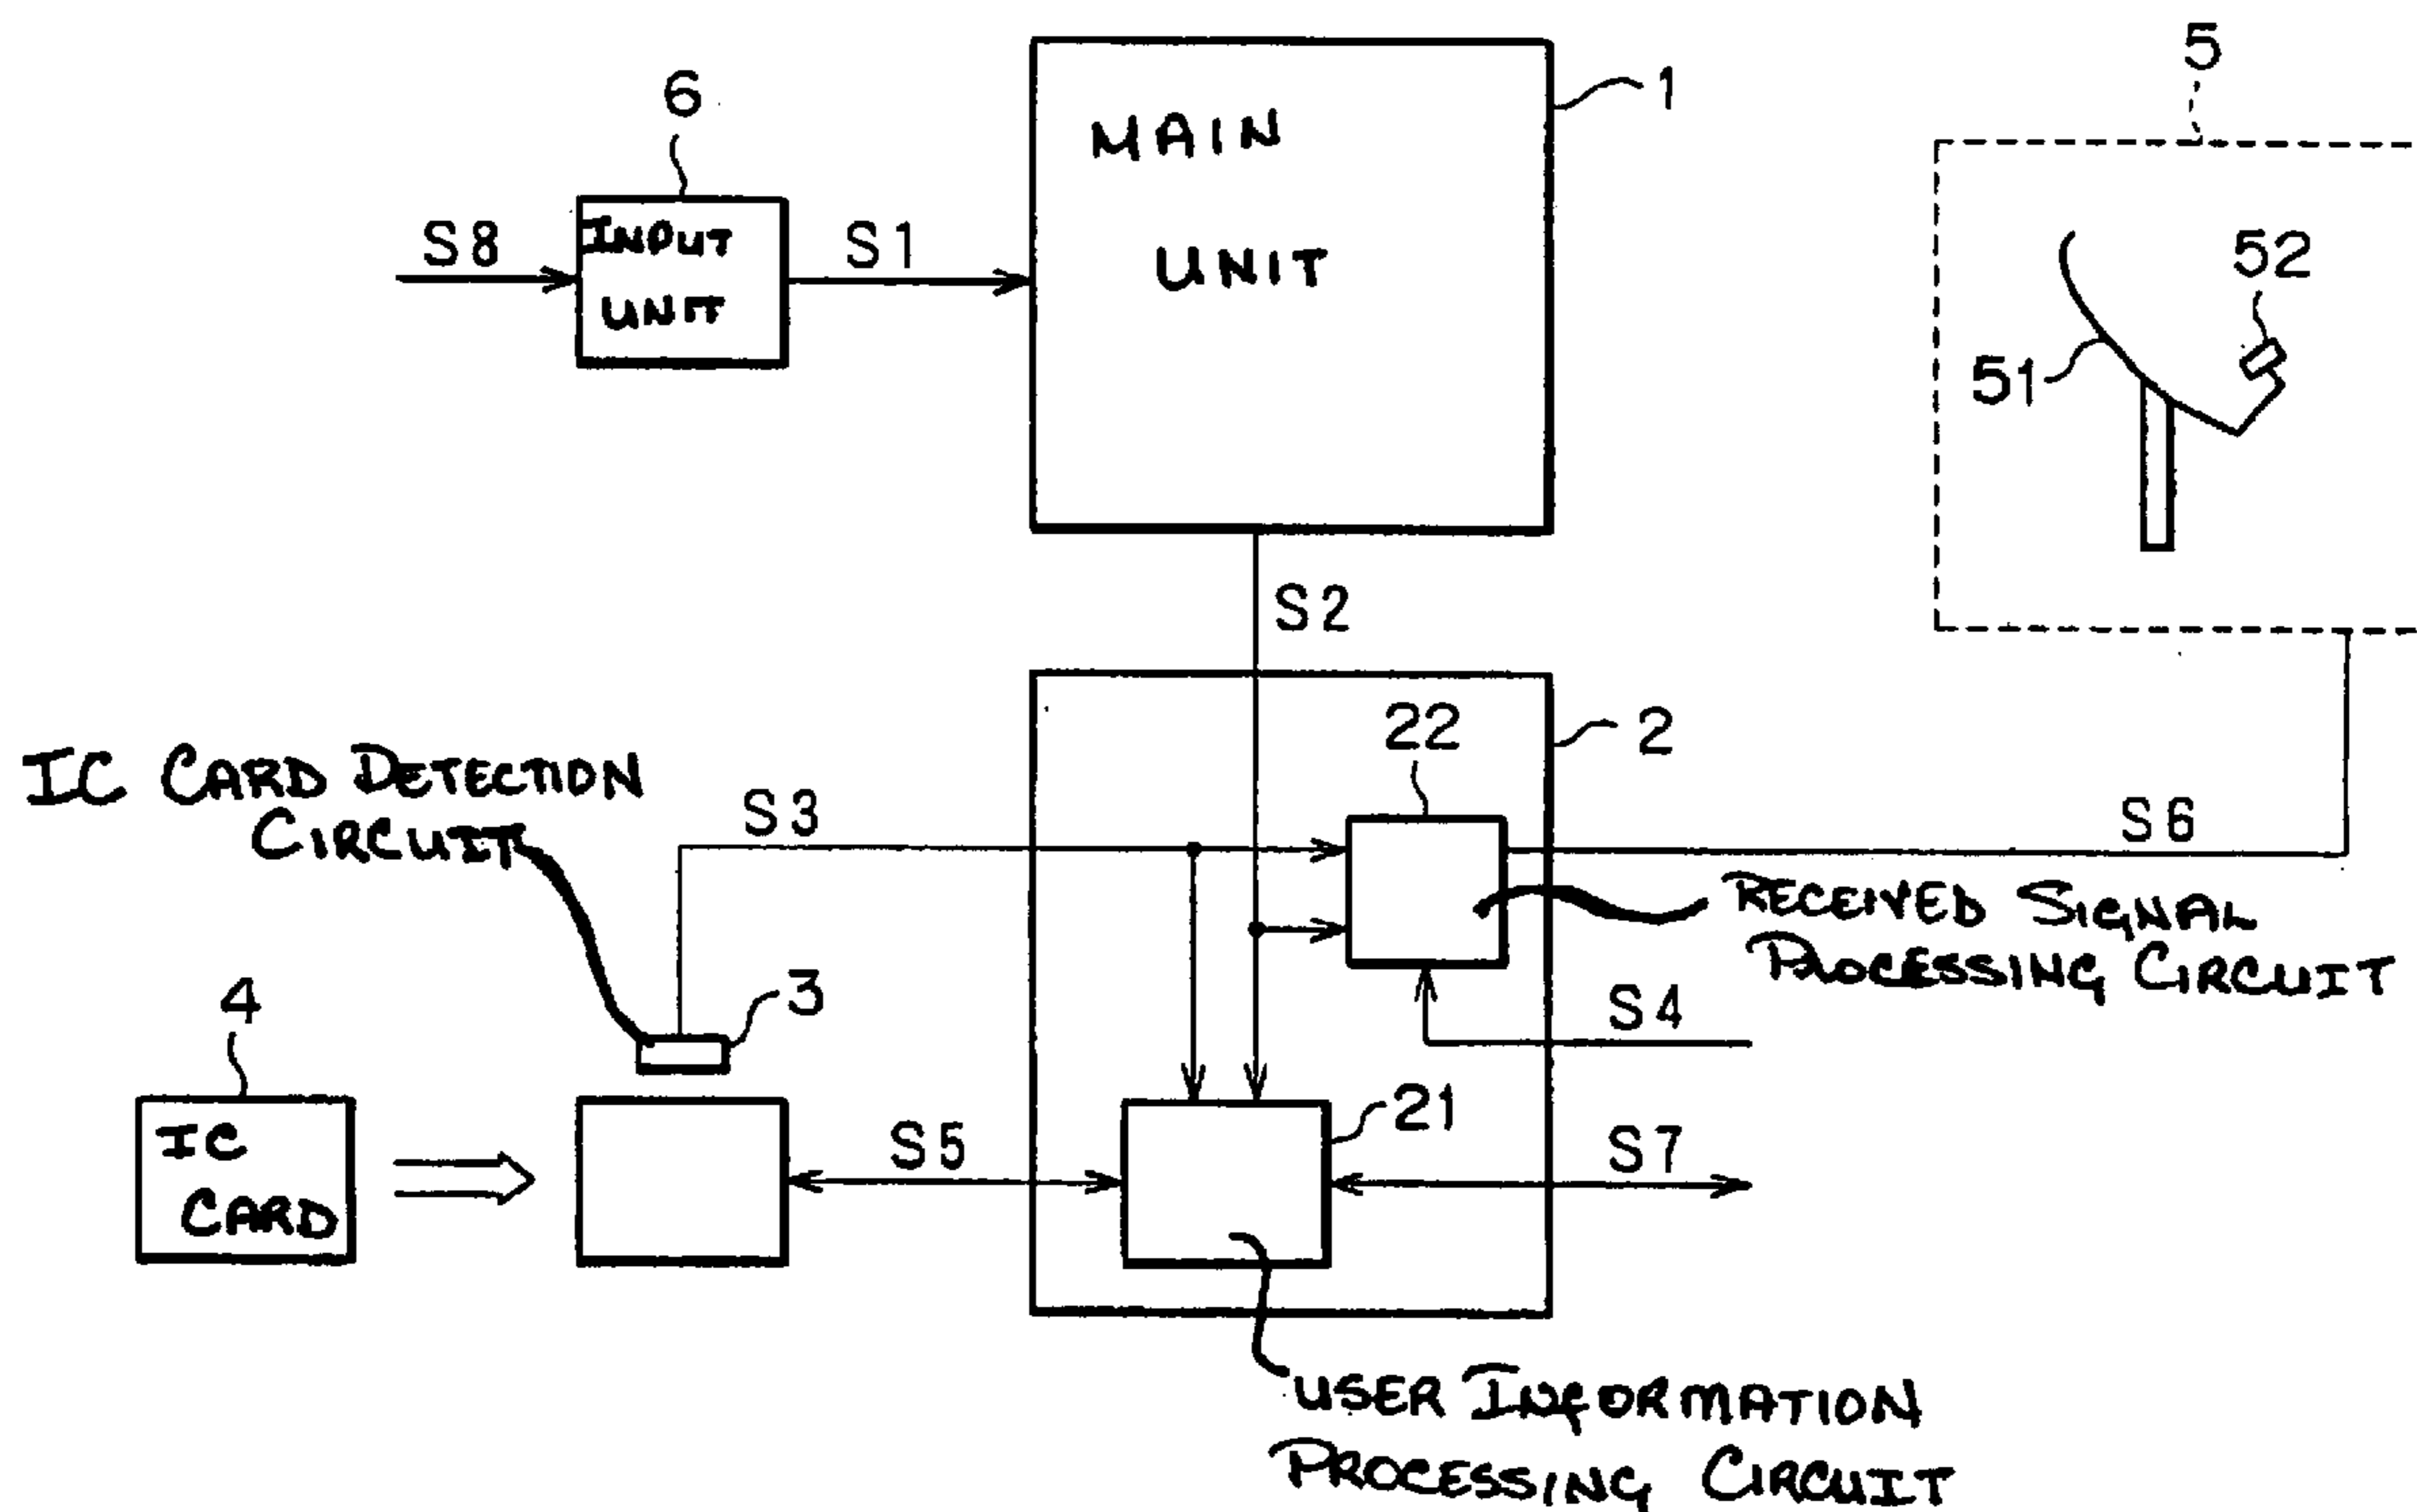 5
6
1
MAIN
UNIT
S8
INPUT
UNIT
S1
52
51
S2
22
2
IC CARD DETECTION
CIRCUIT
S3
S6
RECEIVED SIGNAL
PROCESSING CIRCUIT
4
3
S4
IC
CARD
S5
21
S7
USER INFORMATION
PROCESSING CIRCUIT